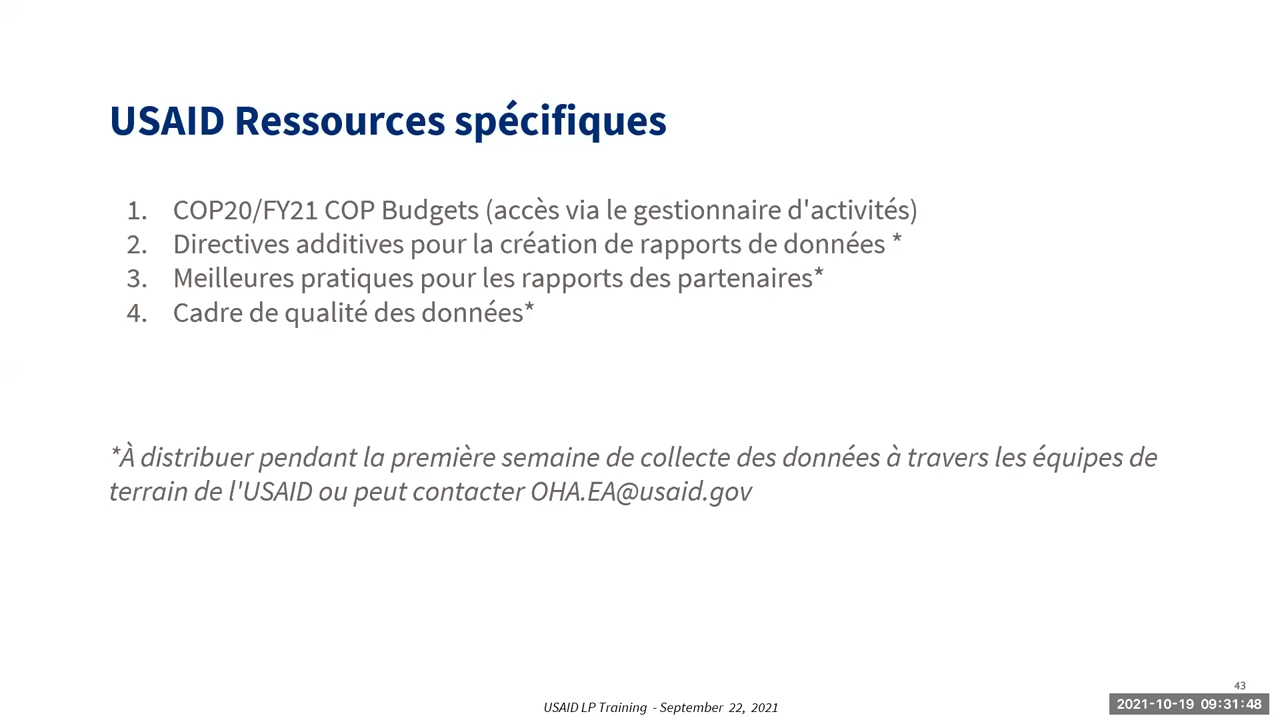 USAID Ressources spécifiques
1. COP20/FY21 COP Budgets (accès via le gestionnaire d'activités)
2. Directives additives pour la création de rapports de données *
3. Meilleures pratiques pour les rapports des partenaires*
4. Cadre de qualité des données*
*À distribuer pendant la première semaine de collecte des données à travers les équipes de
terrain de l'USAID ou peut contacter OHA.EA@usaid.gov
43
USAID LP Training - September 22, 2021
2021-10-19 09:31:48